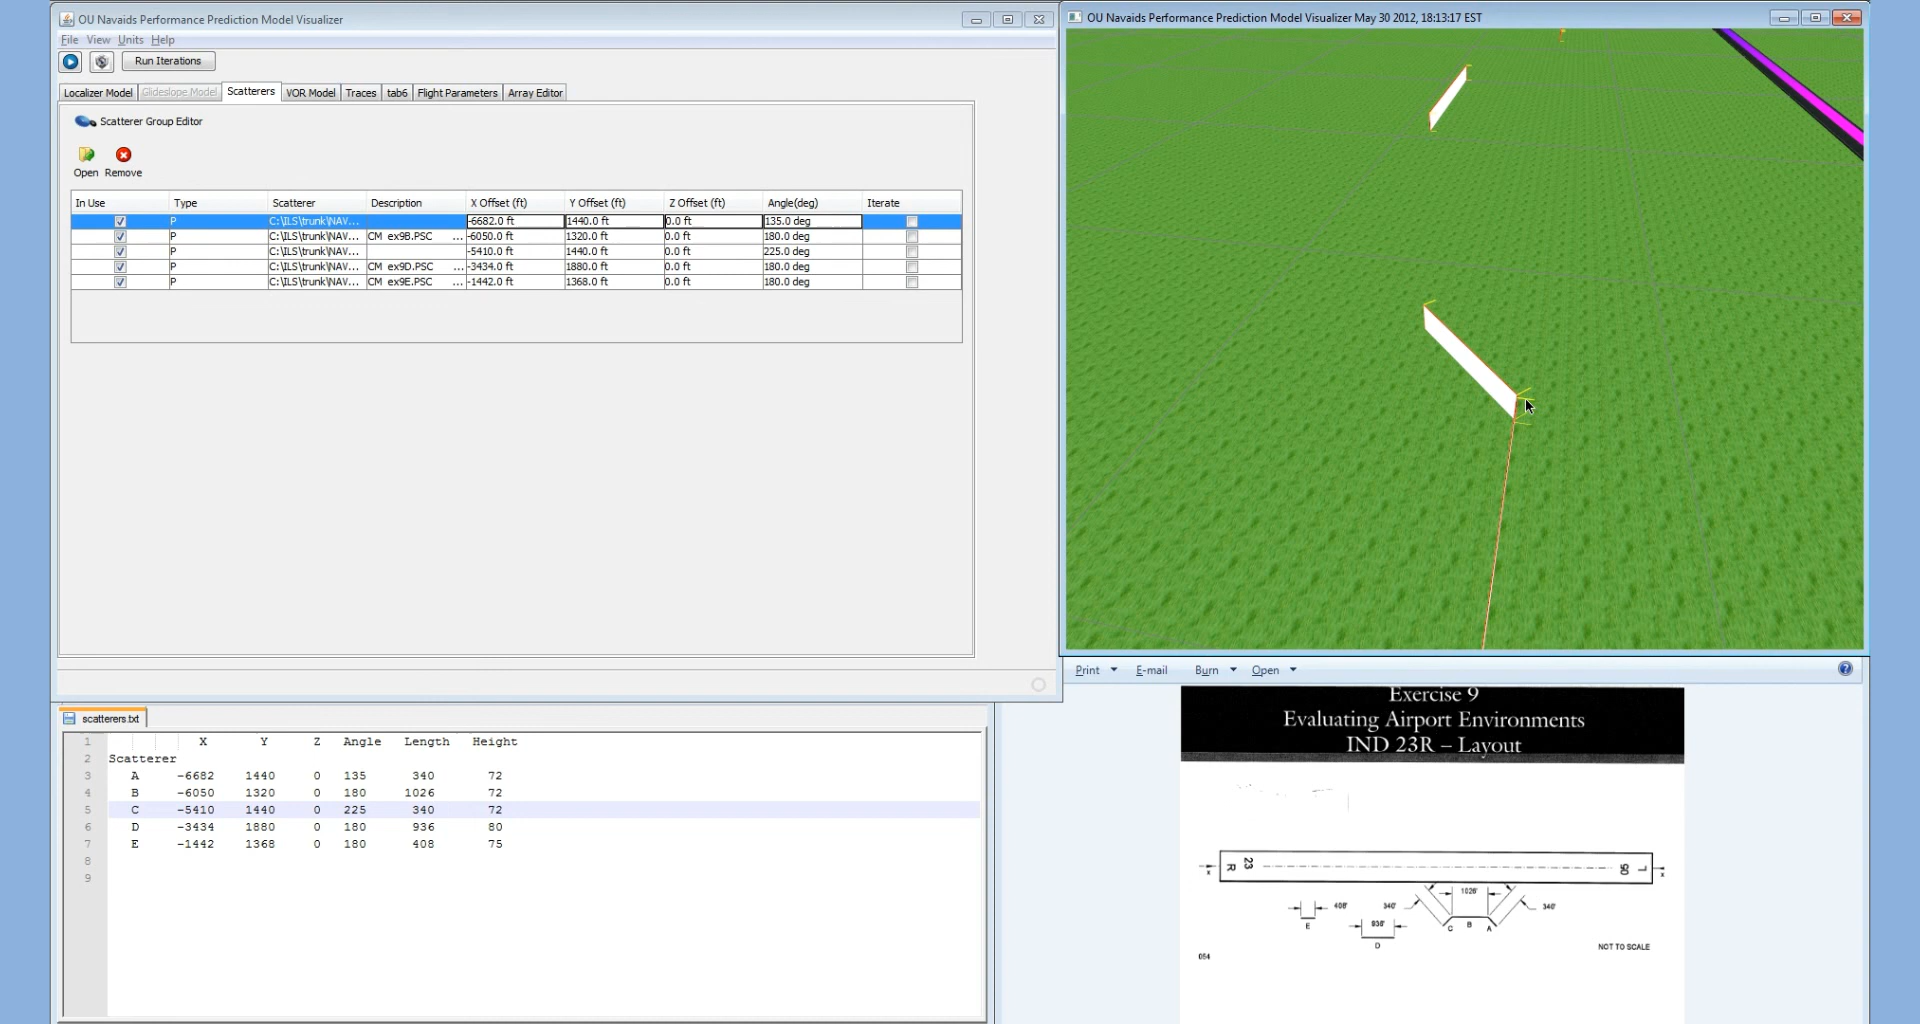 OU Navaids Performance Prediction Model Visualizer
File View Units Help
Run Iterations
Localizer Model Glideslope Model Scatterers VOR Model Traces tab6 Flight Parameters Array Editor
Scatterer Group Editor
Open Remove
In Use Type Scatterer Description X Offset (ft) Y Offset (ft) Z Offset (ft) Angle(deg) Iterate
P C:\ILS\trunk\NAV... -6682.0 ft 1440.0 ft 0.0 ft 135.0 deg
P C:\ILS\trunk\NAV... CM ex9B.PSC ... -6050.0 ft 1320.0 ft 0.0 ft 180.0 deg
P C:\ILS\trunk\NAV... -5410.0 ft 1440.0 ft 0.0 ft 225.0 deg
P C:\ILS\trunk\NAV... CM ex9D.PSC ... -3434.0 ft 1880.0 ft 0.0 ft 180.0 deg
P C:\ILS\trunk\NAV... CM ex9E.PSC ... -1442.0 ft 1368.0 ft 0.0 ft 180.0 deg
OU Navaids Performance Prediction Model Visualizer May 30 2012, 18:13:17 EST
scatterers.txt
1 X Y Z Angle Length Height
2 Scatterer
3 A -6682 1440 0 135 340 72
4 B -6050 1320 0 180 1026 72
5 C -5410 1440 0 225 340 72
6 D -3434 1880 0 180 936 80
7 E -1442 1368 0 180 408 75
8
9
Print E-mail Burn Open
Exercise 9
Evaluating Airport Environments
IND 23R – Layout
R 23 L
x x
1026'
408' 340' 340'
936'
E C B A
D
NOT TO SCALE
054